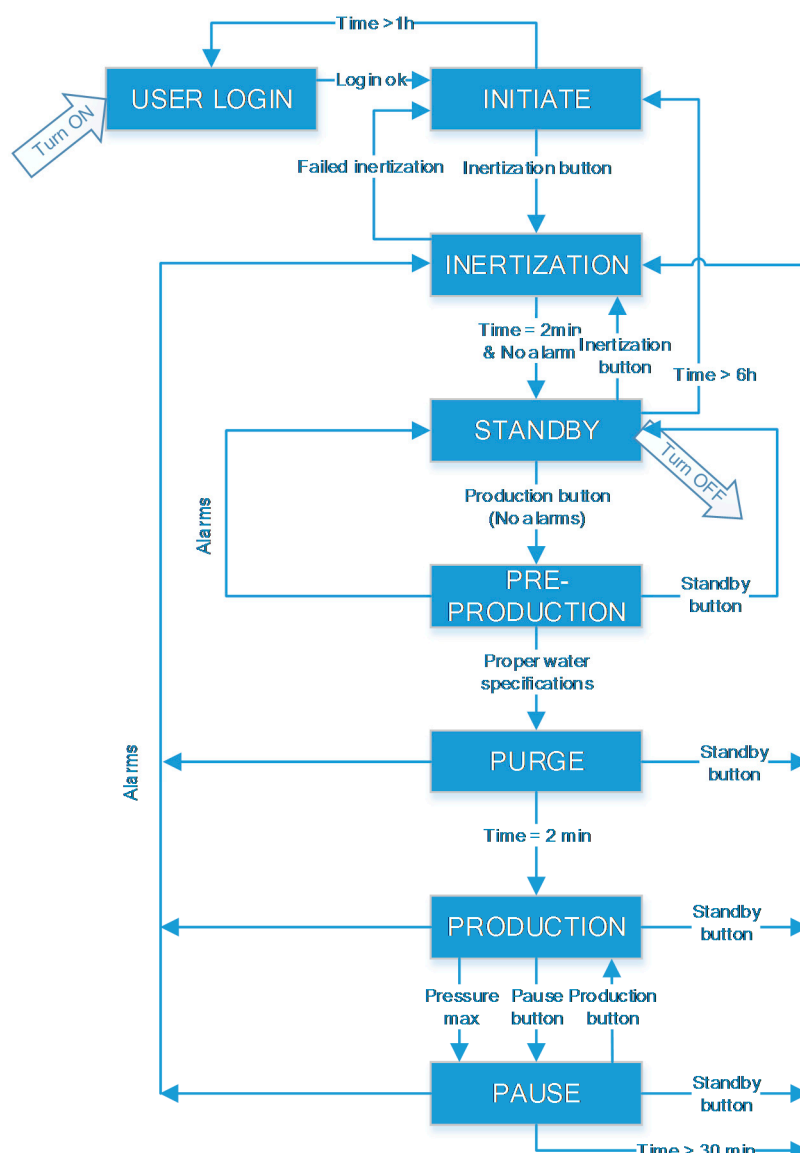 Time >1h
USER LOGIN
Login ok
INITIATE
Turn ON
Failed inertization
Inertization button
INERTIZATION
Time = 2min
& No alarm
Inertization
button
Time > 6h
STANDBY
Turn OFF
Alarms
Production button
(No alarms)
PRE-
PRODUCTION
Standby
button
Proper water
specifications
PURGE
Standby
button
Alarms
Time = 2 min
PRODUCTION
Standby
button
Pressure
max
Pause
button
Production
button
PAUSE
Standby
button
Time > 30 min